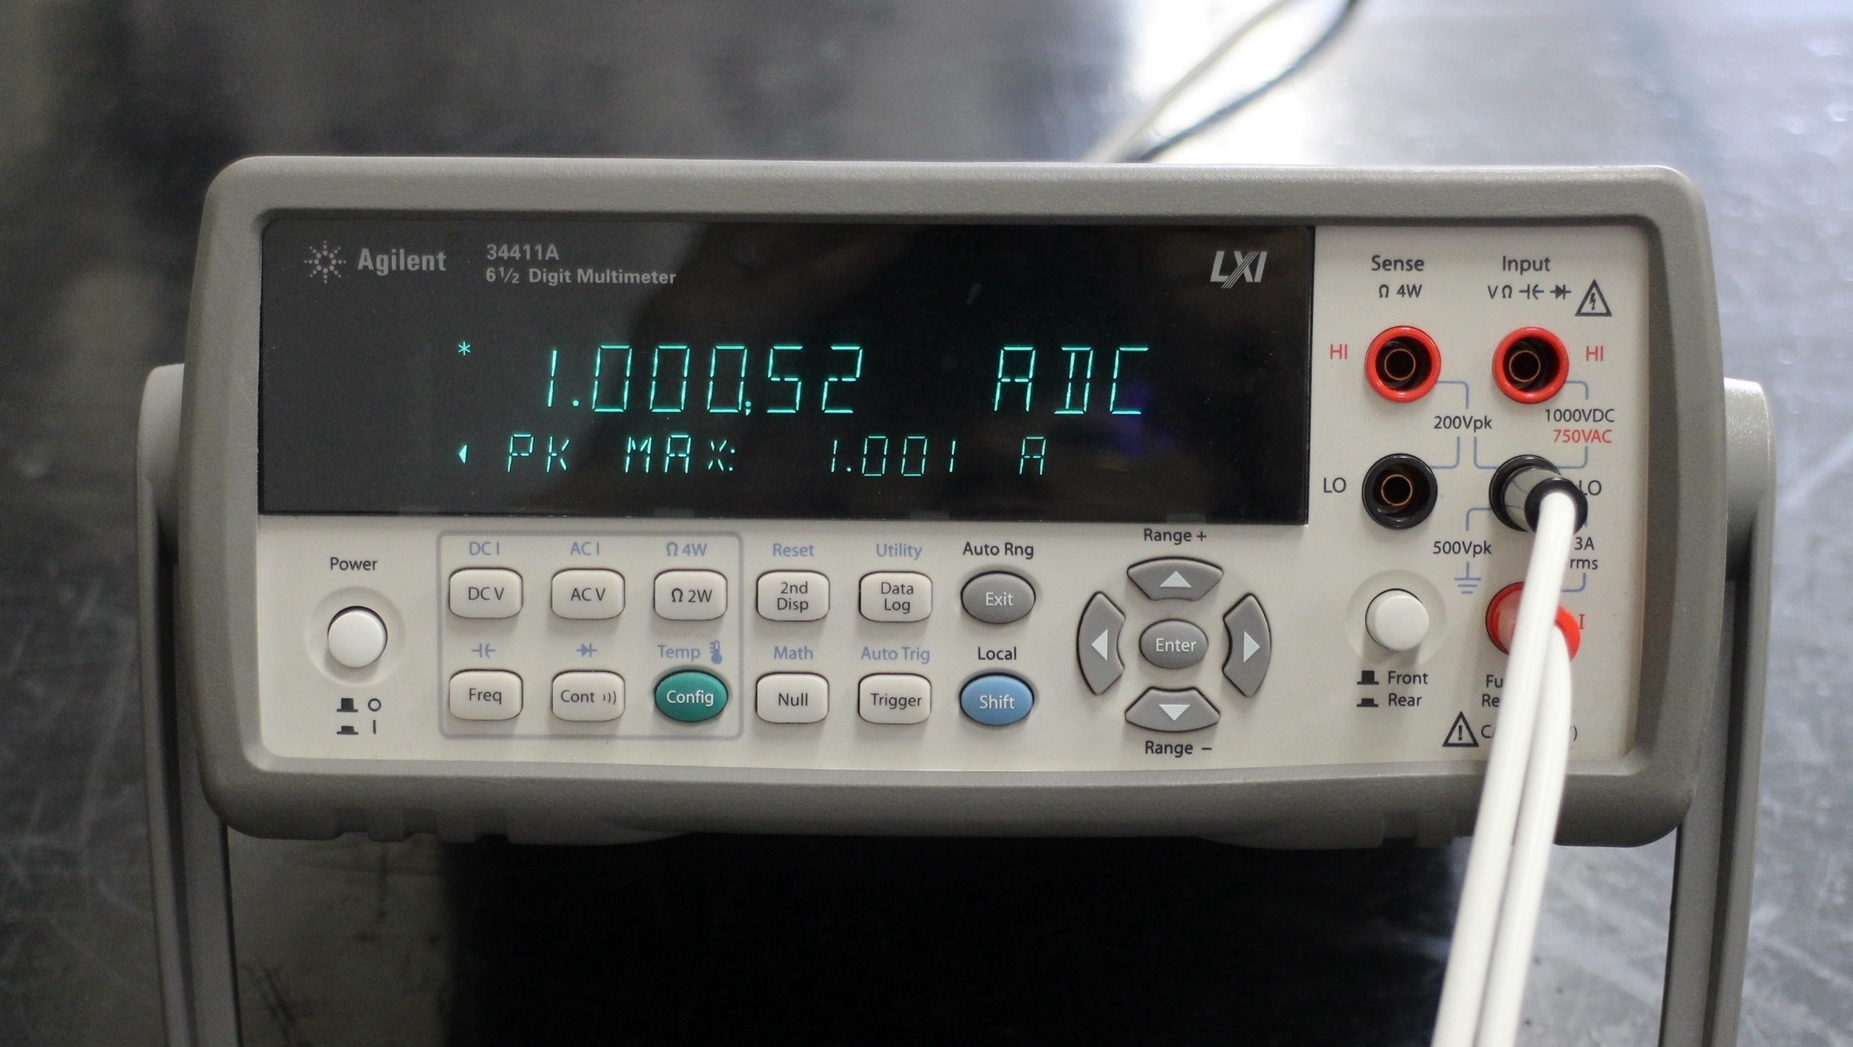 Agilent
34411A
6½ Digit Multimeter
LXI
* 1.000,52 ADC
PK MAX: 1.001 A
Power
O
I
DC I
AC I
Ω 4W
Reset
Utility
Auto Rng
DC V
AC V
Ω 2W
2nd
Disp
Data
Log
Exit
Temp
Math
Auto Trig
Local
Freq
Cont
Config
Null
Trigger
Shift
Range +
Enter
Range –
Sense
Ω 4W
Input
V Ω
HI
HI
200Vpk
1000VDC
750VAC
LO
LO
500Vpk
3A
rms
I
Front
Rear